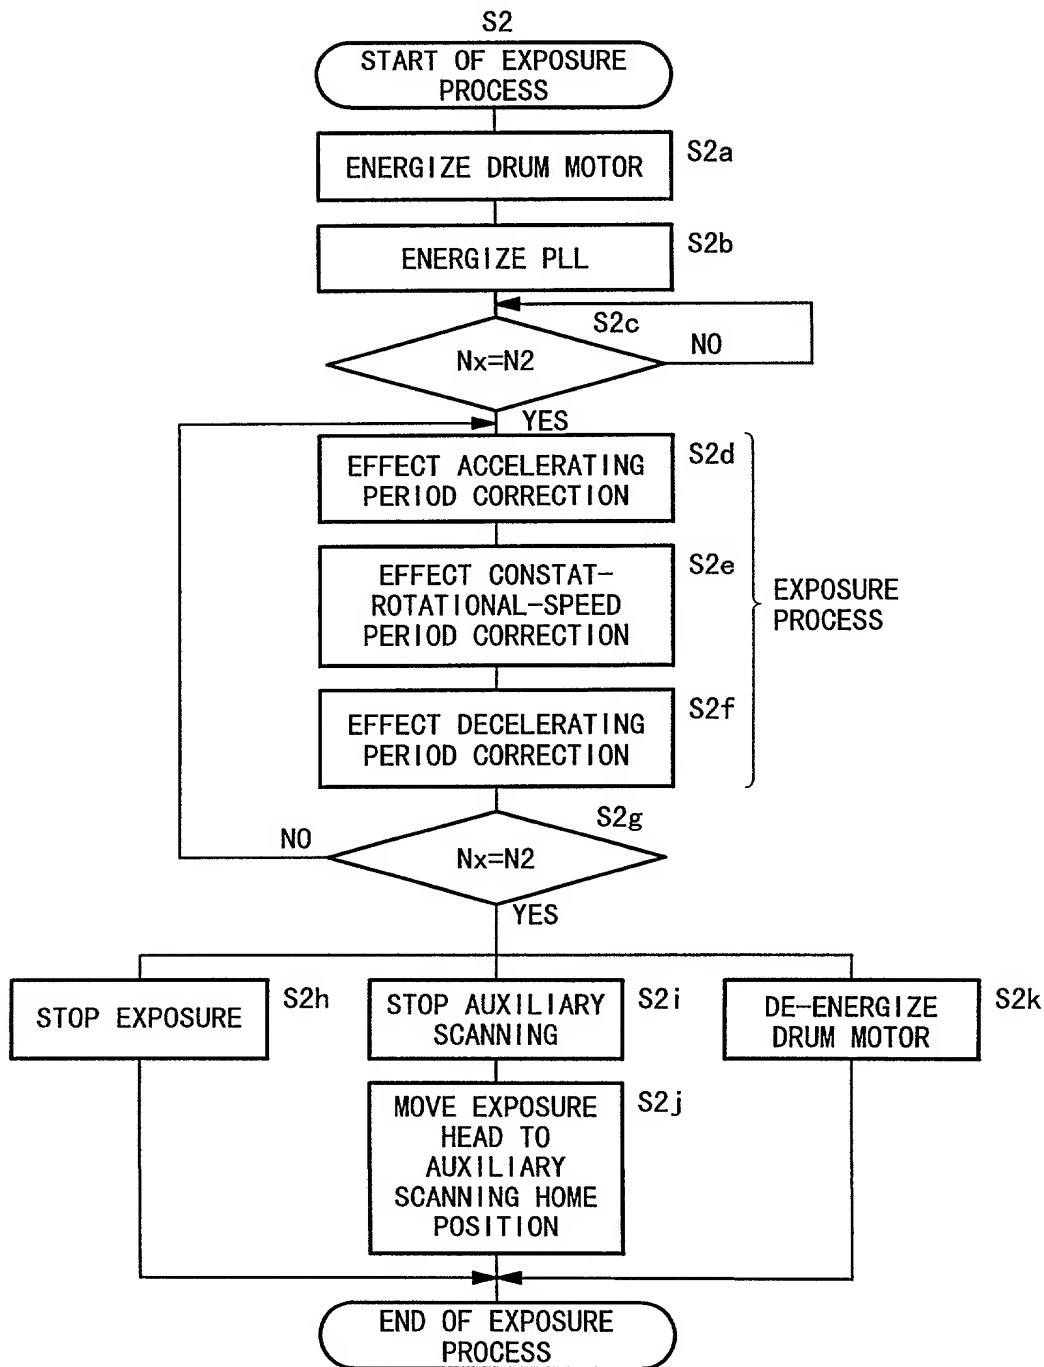 S2
START OF EXPOSURE
PROCESS
ENERGIZE DRUM MOTOR
S2a
ENERGIZE PLL
S2b
S2c
Nx=N2
NO
YES
EFFECT ACCELERATING
PERIOD CORRECTION
S2d
EFFECT CONSTAT-
ROTATIONAL-SPEED
PERIOD CORRECTION
S2e
EXPOSURE
PROCESS
EFFECT DECELERATING
PERIOD CORRECTION
S2f
S2g
NO
Nx=N2
YES
STOP EXPOSURE
S2h
STOP AUXILIARY
SCANNING
S2i
DE-ENERGIZE
DRUM MOTOR
S2k
MOVE EXPOSURE
HEAD TO
AUXILIARY
SCANNING HOME
POSITION
S2j
END OF EXPOSURE
PROCESS